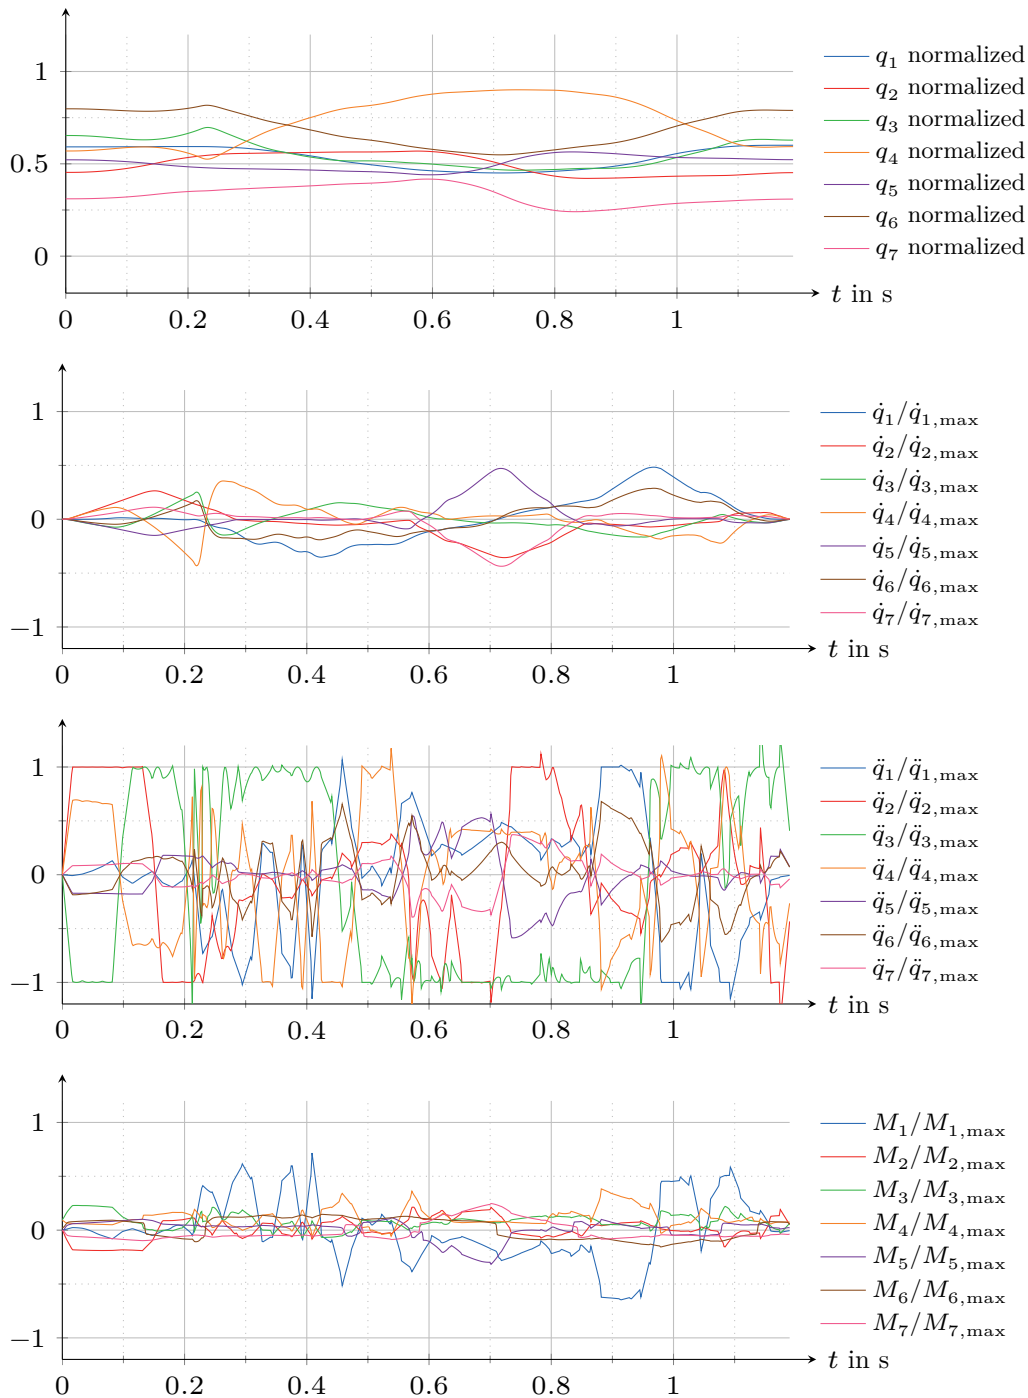 1
0.5
0
0
0.2
0.4
0.6
0.8
1
t in s
q₁ normalized
q₂ normalized
q₃ normalized
q₄ normalized
q₅ normalized
q₆ normalized
q₇ normalized
1
0
−1
0
0.2
0.4
0.6
0.8
1
t in s
q̇₁/q̇₁,max
q̇₂/q̇₂,max
q̇₃/q̇₃,max
q̇₄/q̇₄,max
q̇₅/q̇₅,max
q̇₆/q̇₆,max
q̇₇/q̇₇,max
1
0
−1
0
0.2
0.4
0.6
0.8
1
t in s
q̈₁/q̈₁,max
q̈₂/q̈₂,max
q̈₃/q̈₃,max
q̈₄/q̈₄,max
q̈₅/q̈₅,max
q̈₆/q̈₆,max
q̈₇/q̈₇,max
1
0
−1
0
0.2
0.4
0.6
0.8
1
t in s
M₁/M₁,max
M₂/M₂,max
M₃/M₃,max
M₄/M₄,max
M₅/M₅,max
M₆/M₆,max
M₇/M₇,max